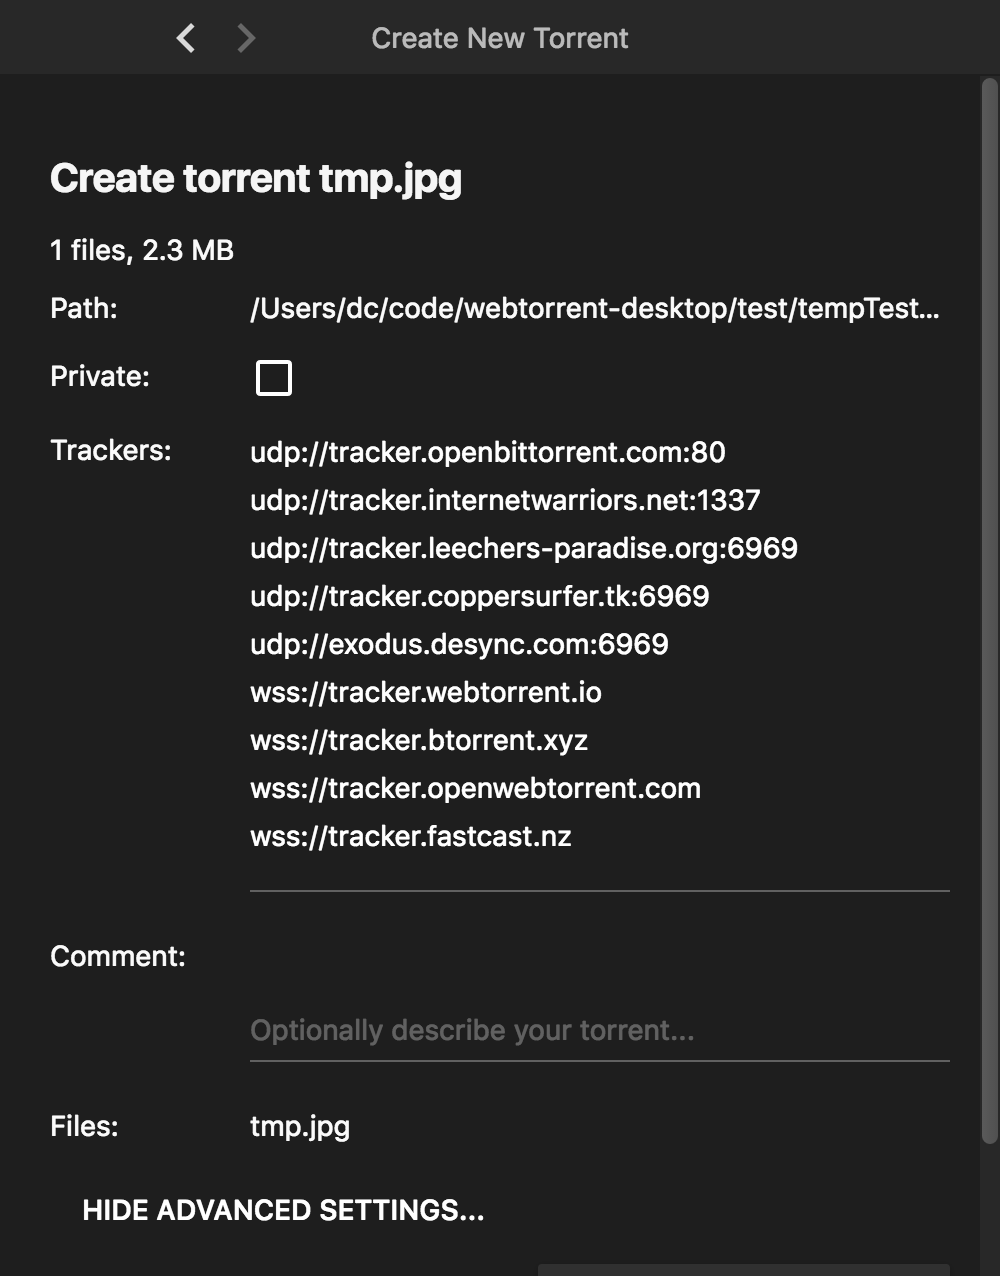 Create New Torrent
Create torrent tmp.jpg
1 files, 2.3 MB
Path: /Users/dc/code/webtorrent-desktop/test/tempTest...
Private:
Trackers: udp://tracker.openbittorrent.com:80
udp://tracker.internetwarriors.net:1337
udp://tracker.leechers-paradise.org:6969
udp://tracker.coppersurfer.tk:6969
udp://exodus.desync.com:6969
wss://tracker.webtorrent.io
wss://tracker.btorrent.xyz
wss://tracker.openwebtorrent.com
wss://tracker.fastcast.nz
Comment:
Optionally describe your torrent...
Files: tmp.jpg
HIDE ADVANCED SETTINGS...